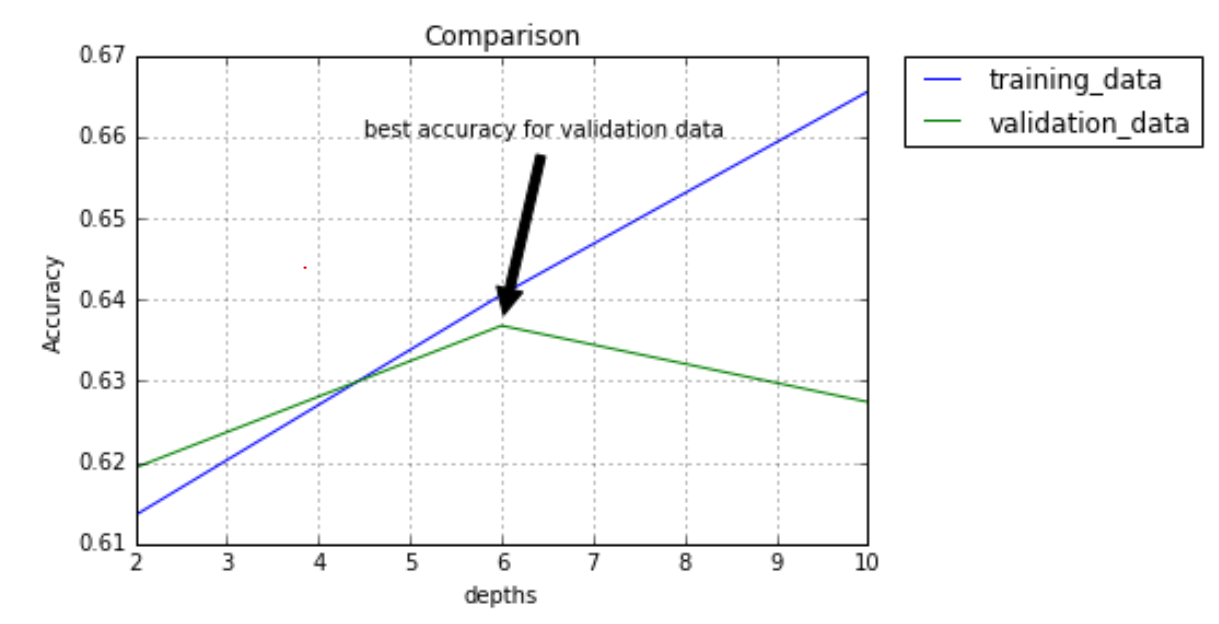 Comparison
0.67
0.66
0.65
0.64
0.63
0.62
0.61
Accuracy
best accuracy for validation data
2 3 4 5 6 7 8 9 10
depths
training_data
validation_data